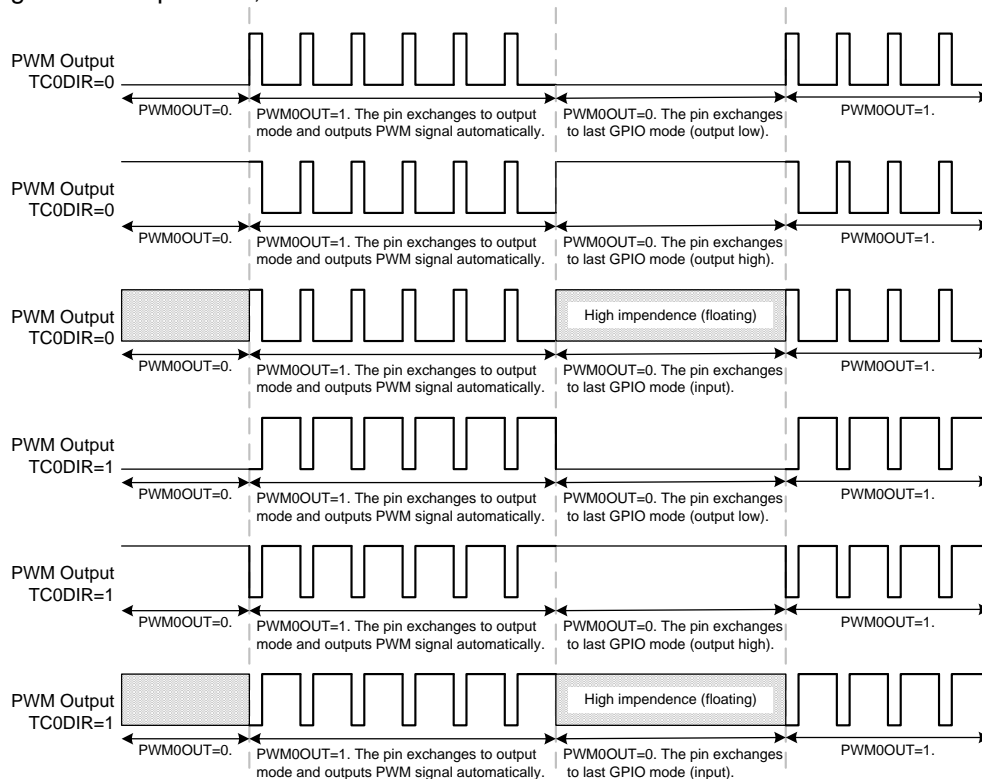 PWM Output
TC0DIR=0
PWM0OUT=0.
PWM0OUT=1. The pin exchanges to output
mode and outputs PWM signal automatically.
PWM0OUT=0. The pin exchanges
to last GPIO mode (output low).
PWM0OUT=1.
PWM Output
TC0DIR=0
PWM0OUT=0.
PWM0OUT=1. The pin exchanges to output
mode and outputs PWM signal automatically.
PWM0OUT=0. The pin exchanges
to last GPIO mode (output high).
PWM0OUT=1.
PWM Output
TC0DIR=0
High impendence (floating)
PWM0OUT=0.
PWM0OUT=1. The pin exchanges to output
mode and outputs PWM signal automatically.
PWM0OUT=0. The pin exchanges
to last GPIO mode (input).
PWM0OUT=1.
PWM Output
TC0DIR=1
PWM0OUT=0.
PWM0OUT=1. The pin exchanges to output
mode and outputs PWM signal automatically.
PWM0OUT=0. The pin exchanges
to last GPIO mode (output low).
PWM0OUT=1.
PWM Output
TC0DIR=1
PWM0OUT=0.
PWM0OUT=1. The pin exchanges to output
mode and outputs PWM signal automatically.
PWM0OUT=0. The pin exchanges
to last GPIO mode (output high).
PWM0OUT=1.
PWM Output
TC0DIR=1
High impendence (floating)
PWM0OUT=0.
PWM0OUT=1. The pin exchanges to output
mode and outputs PWM signal automatically.
PWM0OUT=0. The pin exchanges
to last GPIO mode (input).
PWM0OUT=1.